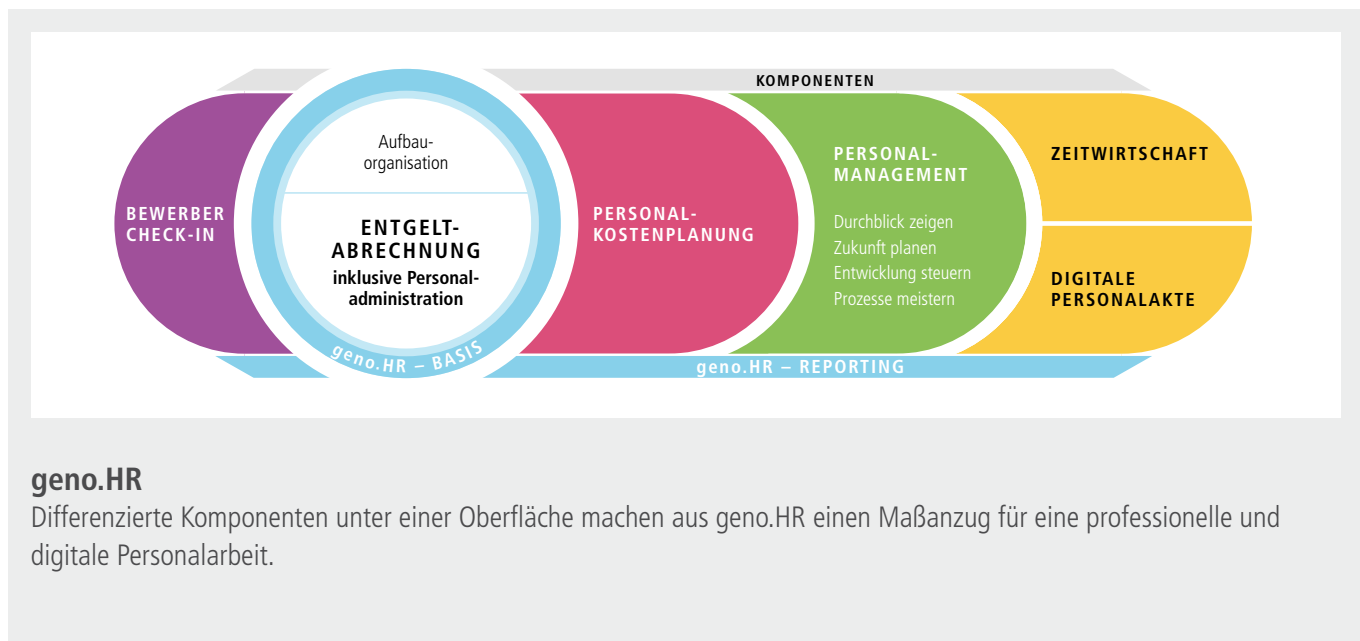 KOMPONENTEN
BEWERBER
CHECK-IN
Aufbau-
organisation
ENTGELT-
ABRECHNUNG
inklusive Personal-
administration
geno.HR – BASIS
PERSONAL-
KOSTENPLANUNG
PERSONAL-
MANAGEMENT
Durchblick zeigen
Zukunft planen
Entwicklung steuern
Prozesse meistern
ZEITWIRTSCHAFT
DIGITALE
PERSONALAKTE
geno.HR – REPORTING
geno.HR
Differenzierte Komponenten unter einer Oberfläche machen aus geno.HR einen Maßanzug für eine professionelle und
digitale Personalarbeit.